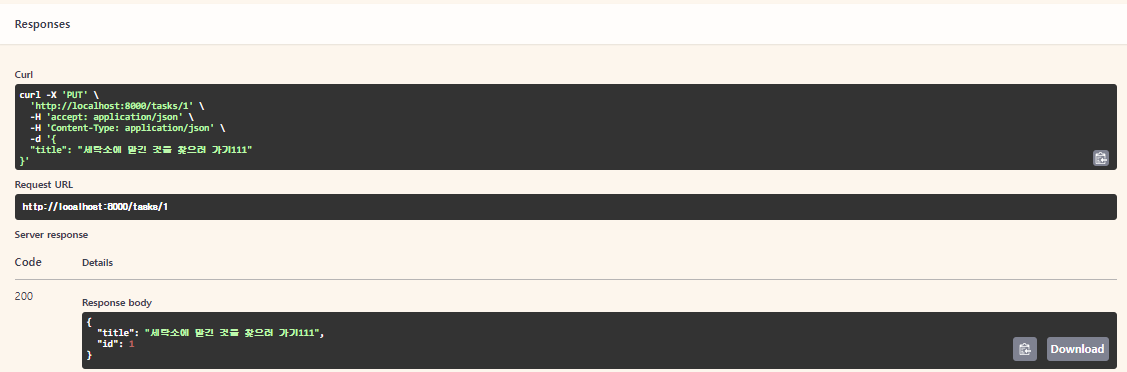 Responses
Curl
curl -X 'PUT' \
'http://localhost:8000/tasks/1' \
-H 'accept: application/json' \
-H 'Content-Type: application/json' \
-d '{
"title": "세탁소에 맡긴 것을 찾으러 가기111"
}'
Request URL
http://localhost:8000/tasks/1
Server response
Code Details
200
Response body
{
"title": "세탁소에 맡긴 것을 찾으러 가기111",
"id": 1
}
Download